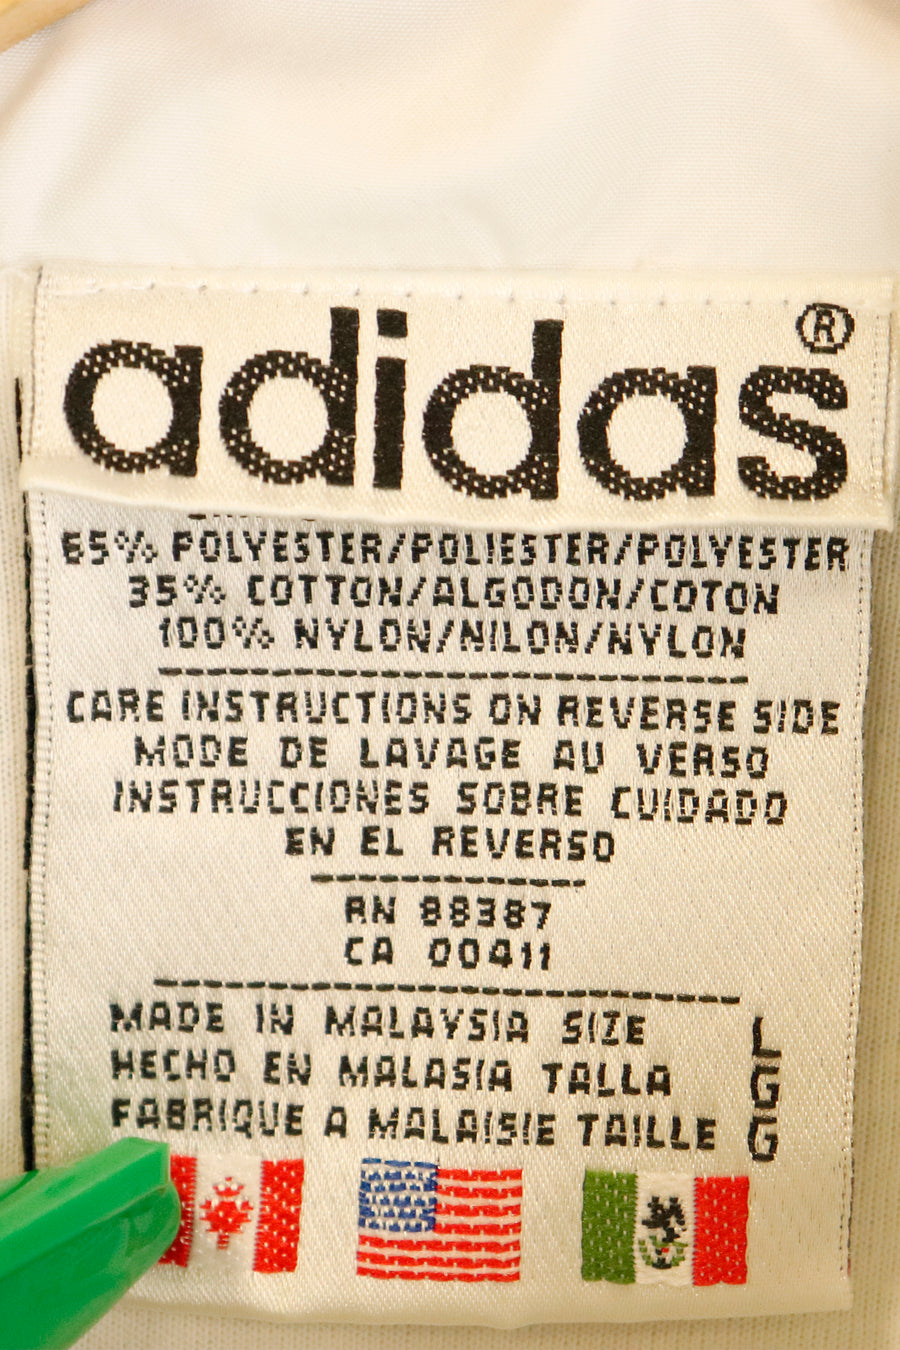 adidas®
65% POLYESTER/POLIESTER/POLYESTER
35% COTTON/ALGODON/COTON
100% NYLON/NILON/NYLON
CARE INSTRUCTIONS ON REVERSE SIDE
MODE DE LAVAGE AU VERSO
INSTRUCCIONES SOBRE CUIDADO
EN EL REVERSO
RN 88387
CA 00411
MADE IN MALAYSIA SIZE L
HECHO EN MALASIA TALLA G
FABRIQUE A MALAISIE TAILLE G